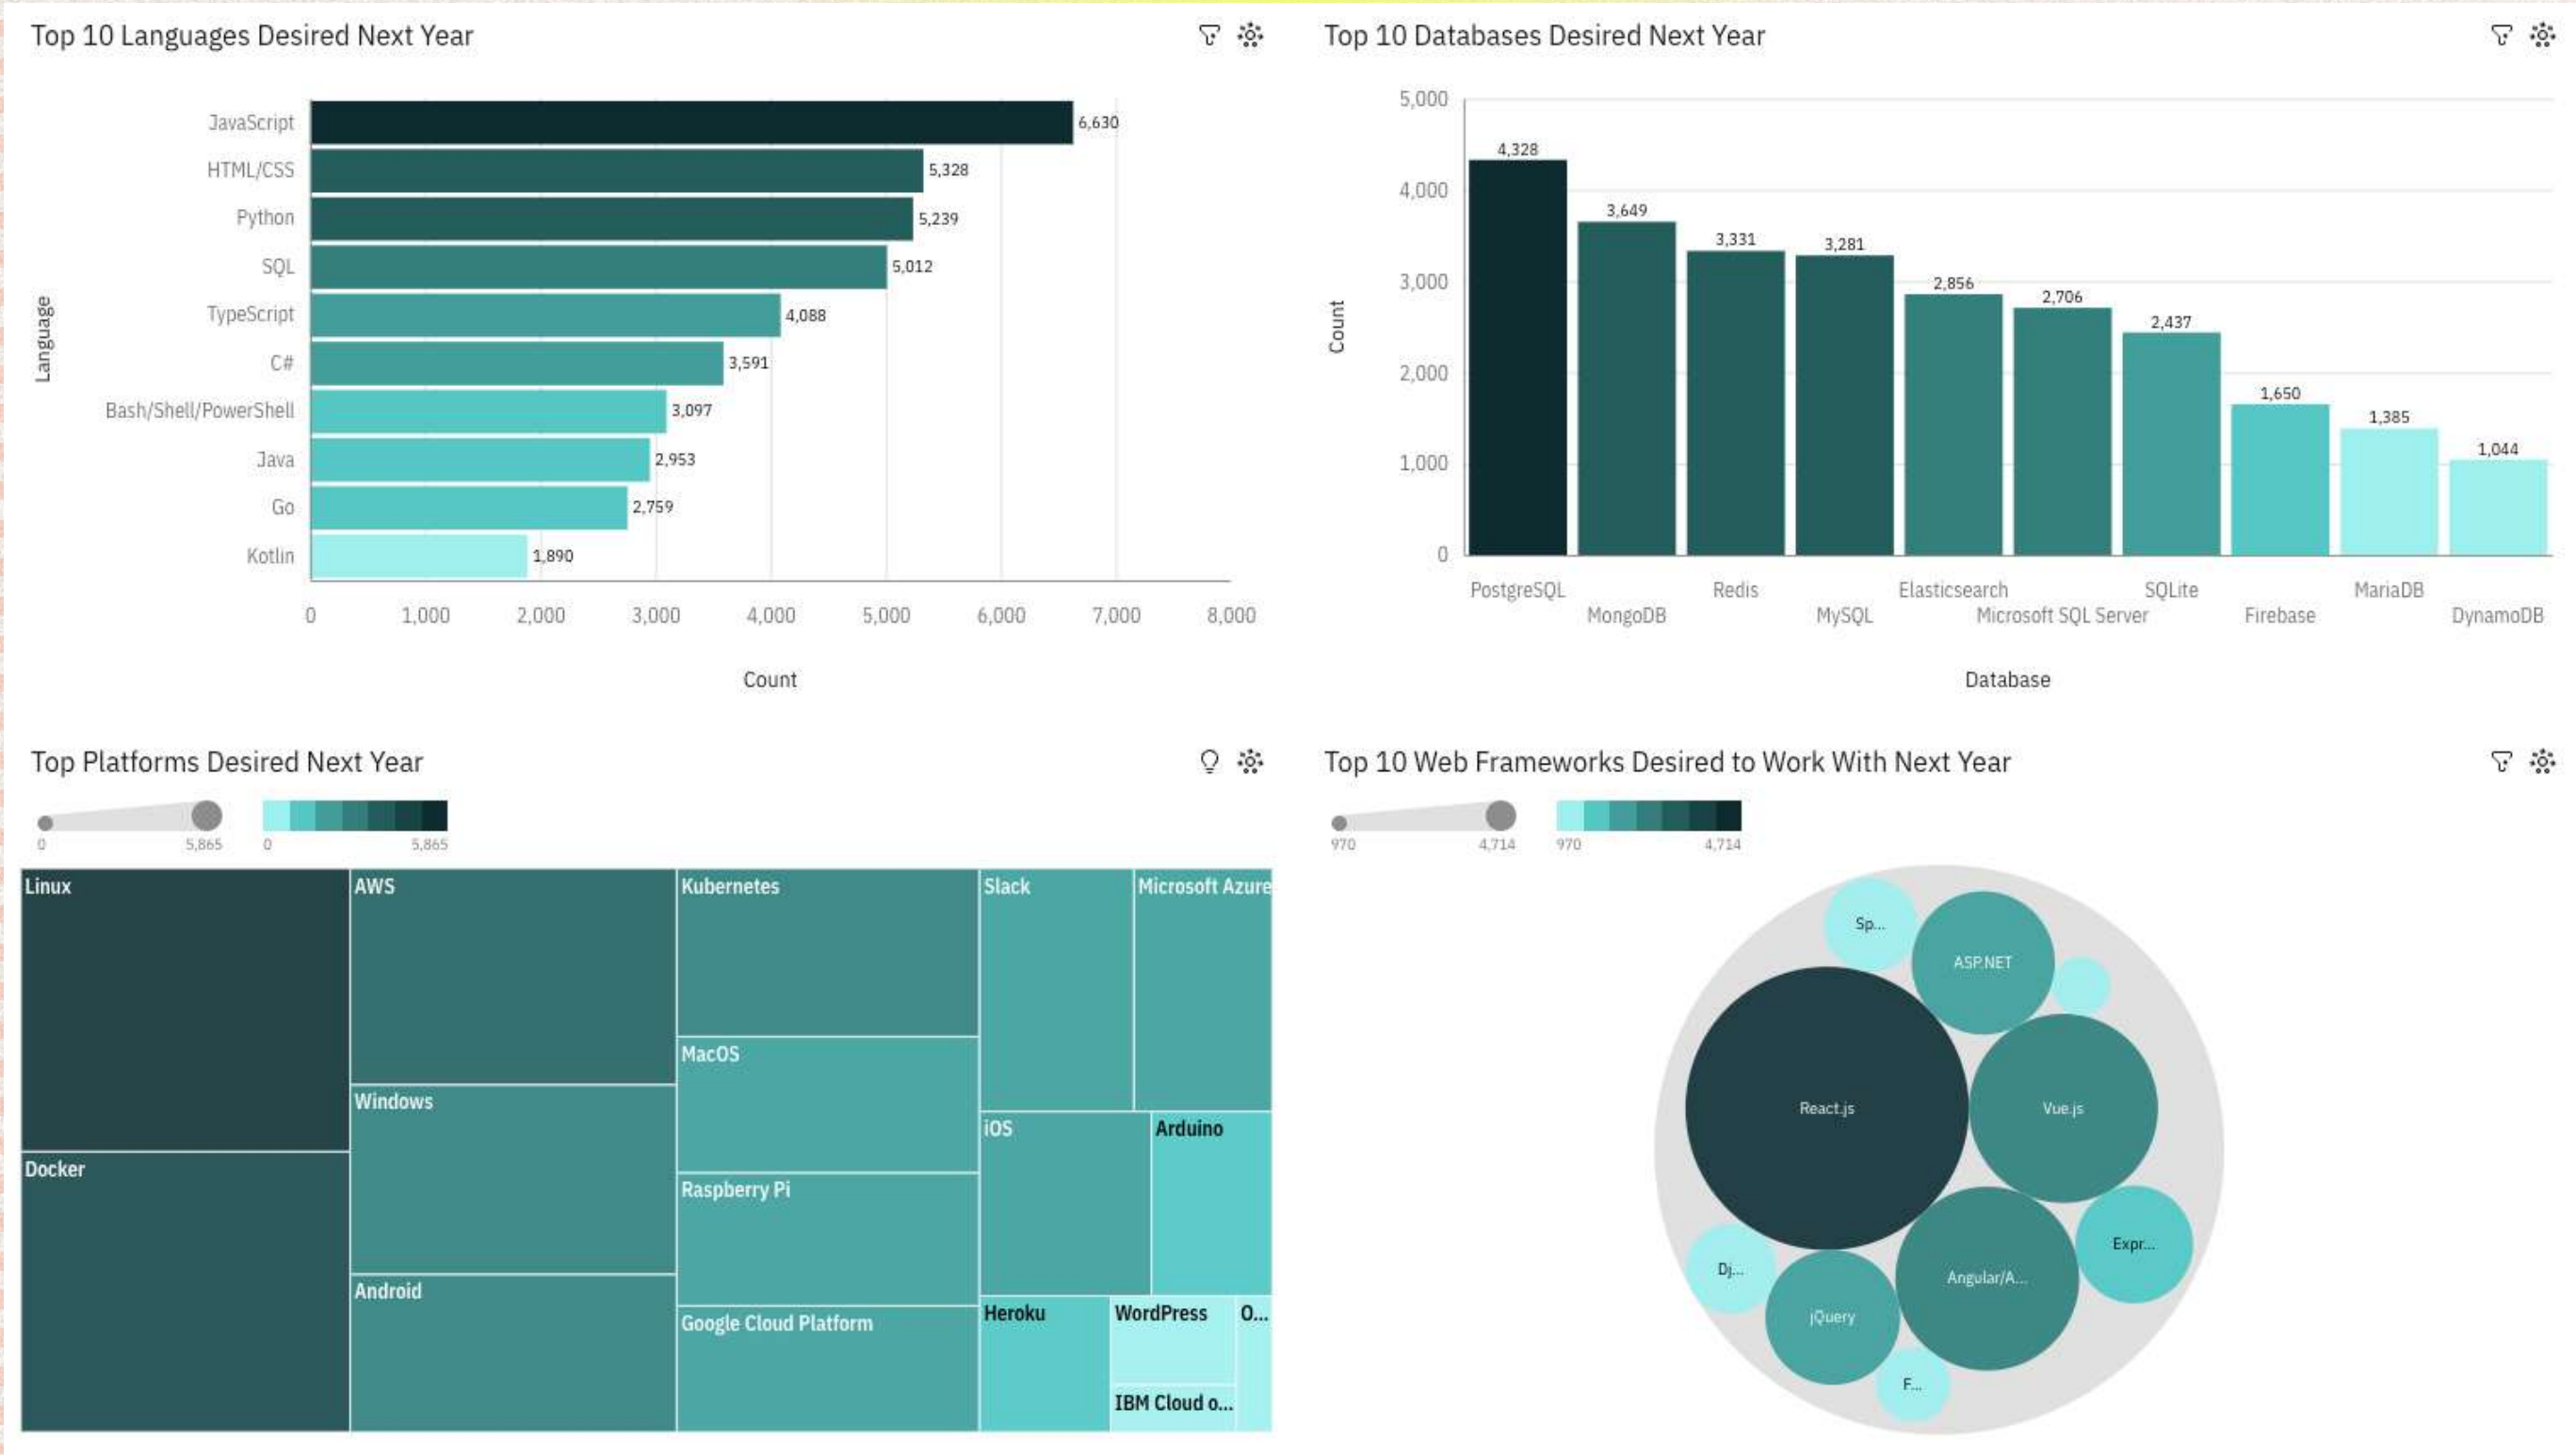 Top 10 Languages Desired Next Year
Language
JavaScript
6,630
HTML/CSS
5,328
Python
5,239
SQL
5,012
TypeScript
4,088
C#
3,591
Bash/Shell/PowerShell
3,097
Java
2,953
Go
2,759
Kotlin
1,890
0 1,000 2,000 3,000 4,000 5,000 6,000 7,000 8,000
Count
Top 10 Databases Desired Next Year
Count
5,000
4,000
3,000
2,000
1,000
0
4,328
3,649
3,331
3,281
2,856
2,706
2,437
1,650
1,385
1,044
PostgreSQL Redis Elasticsearch SQLite MariaDB
MongoDB MySQL Microsoft SQL Server Firebase DynamoDB
Database
Top Platforms Desired Next Year
0 5,865 0 5,865
Linux
Docker
AWS
Windows
Android
Kubernetes
MacOS
Raspberry Pi
Google Cloud Platform
Slack
Microsoft Azure
iOS
Arduino
Heroku
WordPress
O...
IBM Cloud o...
Top 10 Web Frameworks Desired to Work With Next Year
970 4,714 970 4,714
Sp...
ASP.NET
React.js
Vue.js
Expr...
Dj...
Angular/A...
jQuery
F...